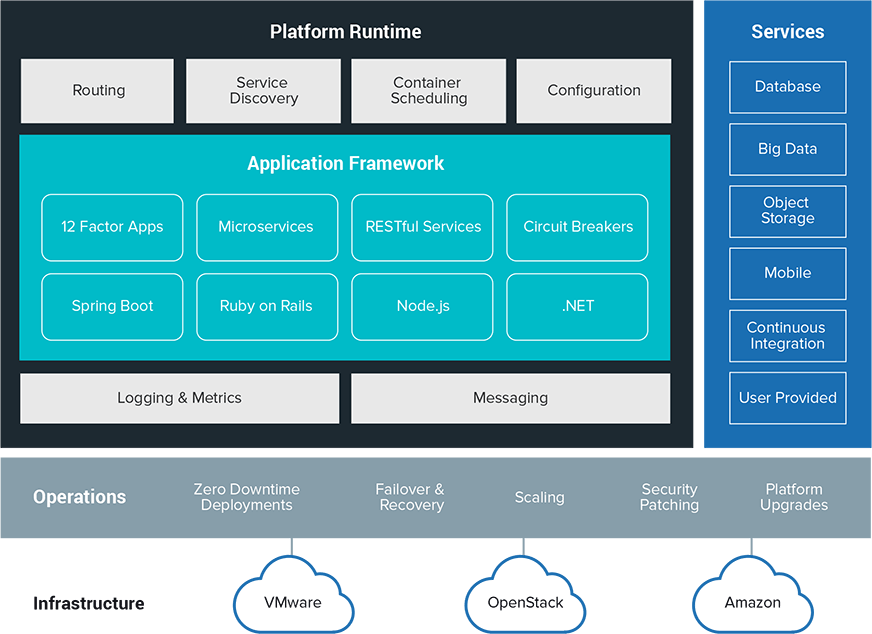 Platform Runtime
Routing
Service
Discovery
Container
Scheduling
Configuration
Application Framework
12 Factor Apps
Microservices
RESTful Services
Circuit Breakers
Spring Boot
Ruby on Rails
Node.js
.NET
Logging & Metrics
Messaging
Services
Database
Big Data
Object
Storage
Mobile
Continuous
Integration
User Provided
Operations
Zero Downtime
Deployments
Failover &
Recovery
Scaling
Security
Patching
Platform
Upgrades
Infrastructure
VMware
OpenStack
Amazon